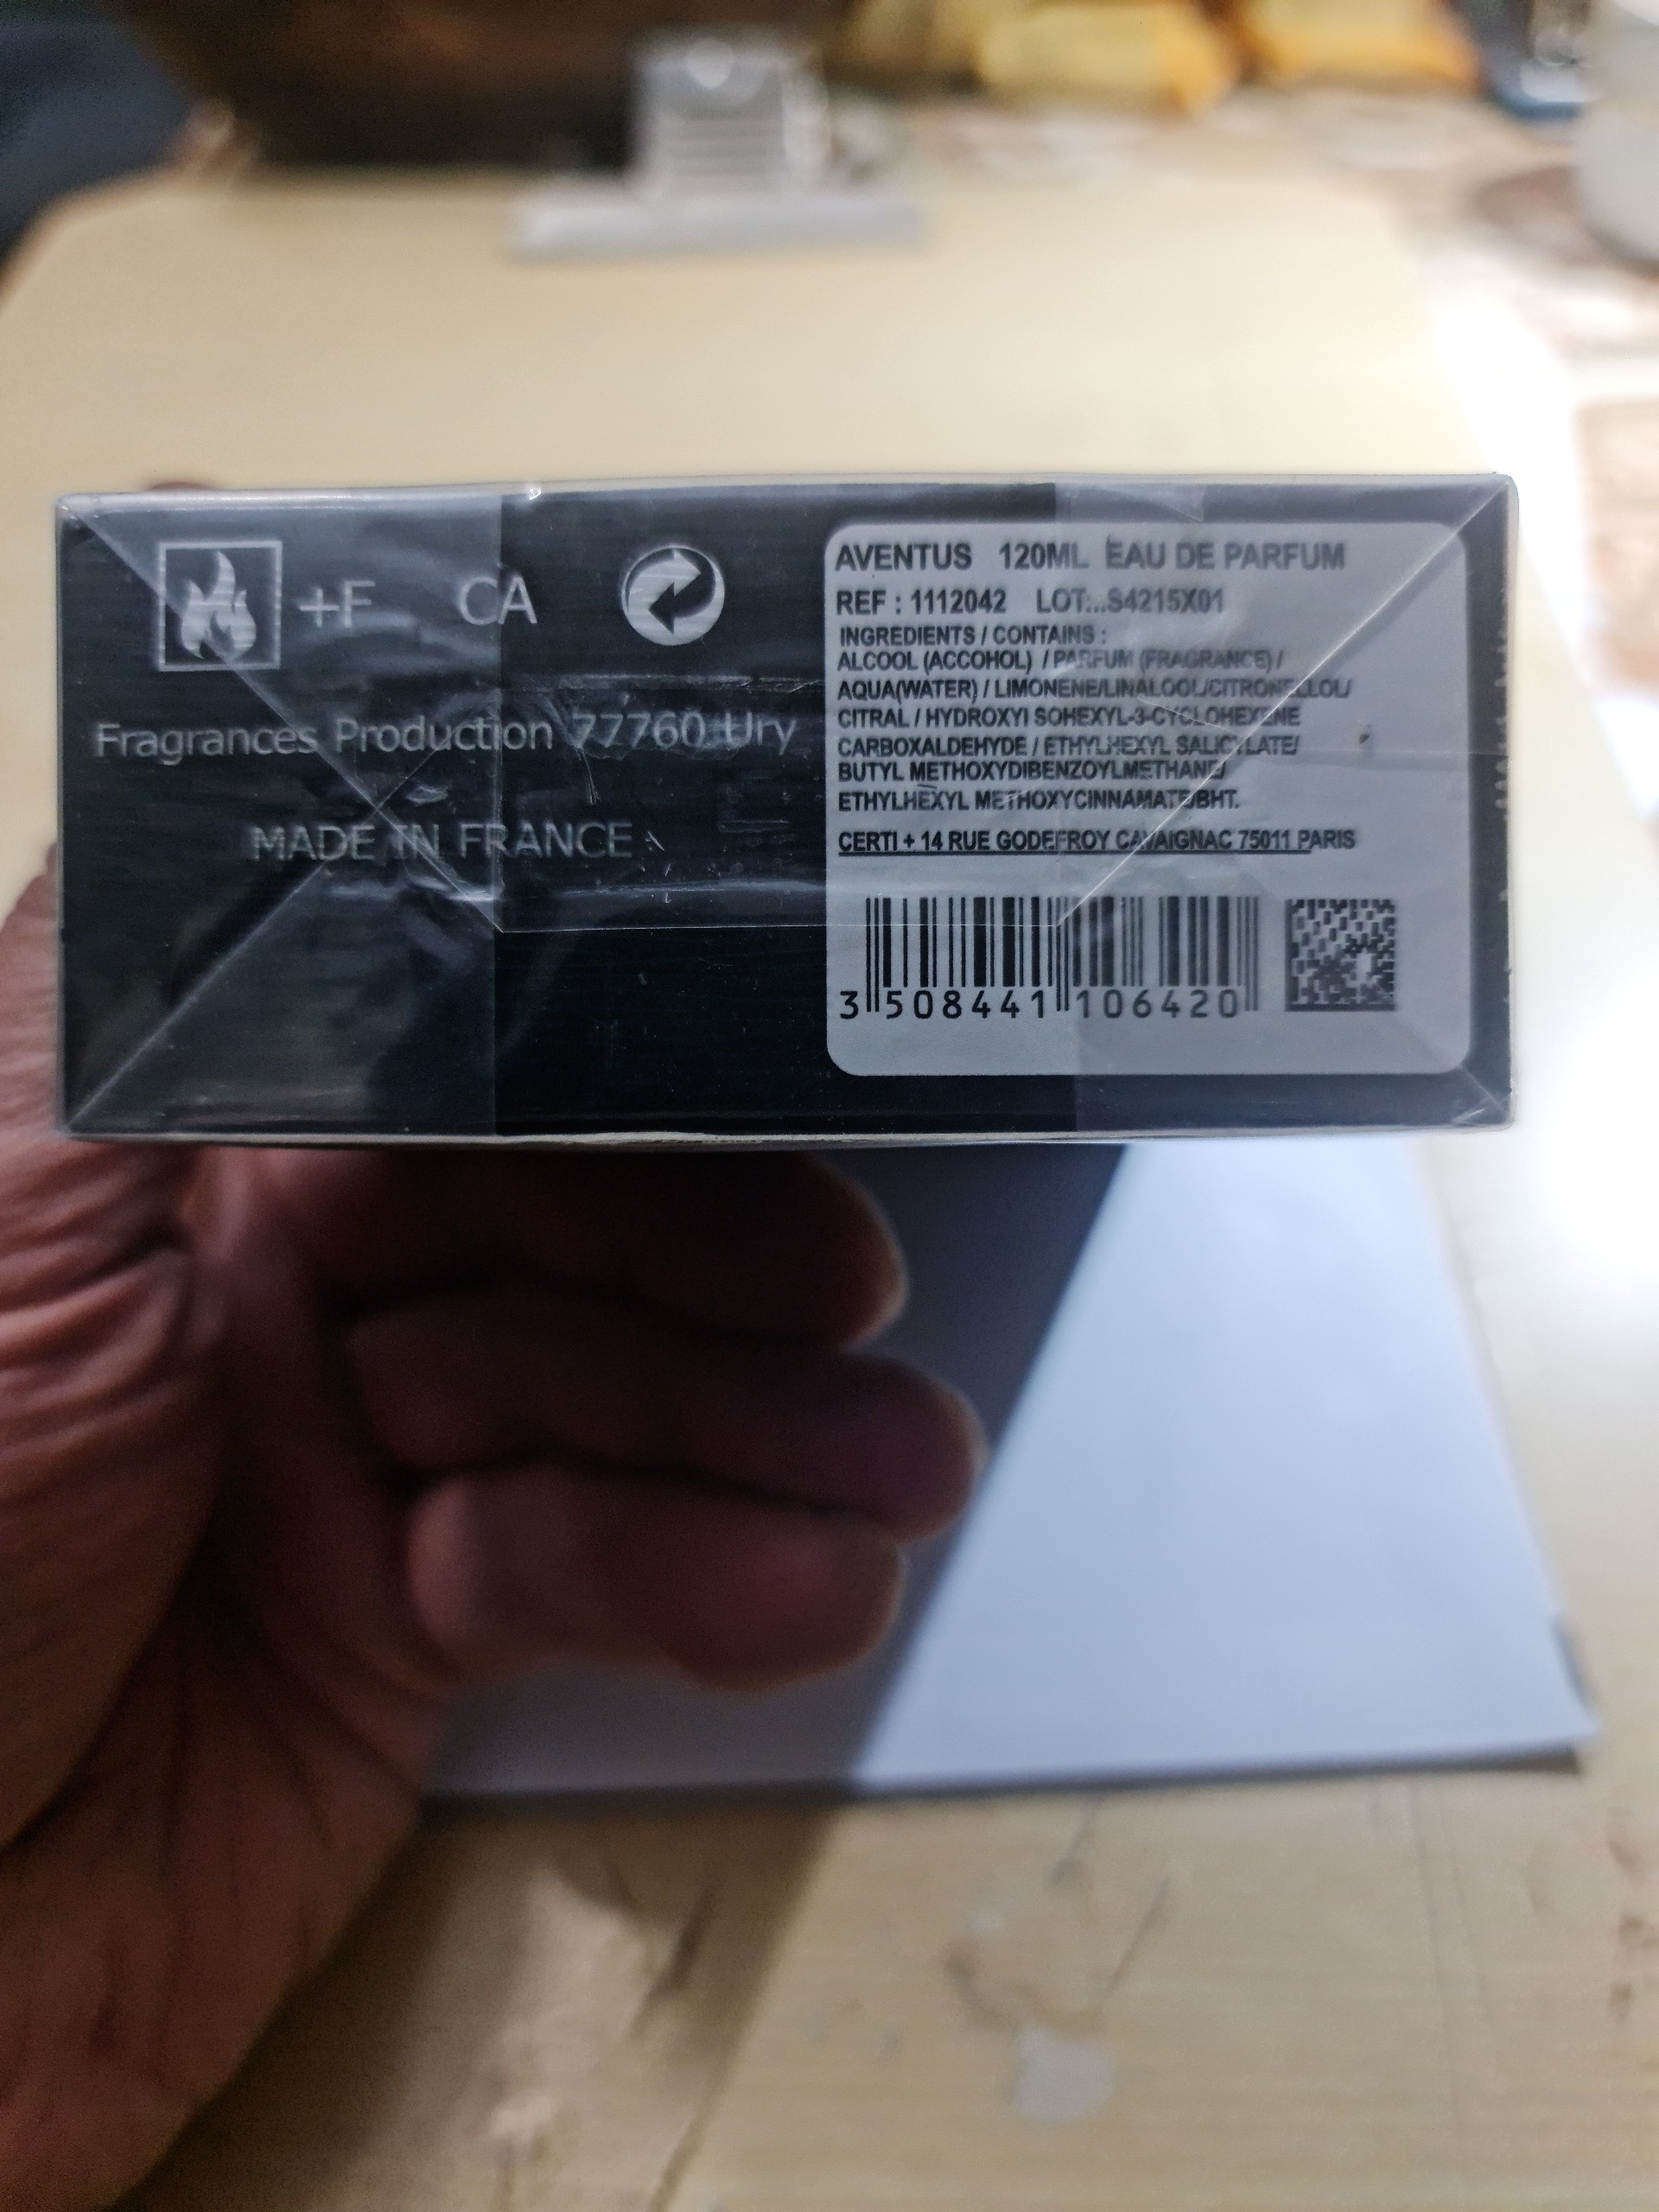 +F CA
Fragrances Production 77760 Ury
MADE IN FRANCE
AVENTUS 120ML EAU DE PARFUM
REF : 1112042 LOT:..S4215X01
INGREDIENTS / CONTAINS :
ALCOOL (ACCOHOL) / PARFUM (FRAGRANCE) /
AQUA(WATER) / LIMONENE/LINALOOL/CITRONELLOL/
CITRAL / HYDROXYI SOHEXYL-3-CYCLOHEXENE
CARBOXALDEHYDE / ETHYLHEXYL SALICYLATE/
BUTYL METHOXYDIBENZOYLMETHANE/
ETHYLHEXYL METHOXYCINNAMATE/BHT.
CERTI + 14 RUE GODEFROY CAVAIGNAC 75011 PARIS
3 508441 106420